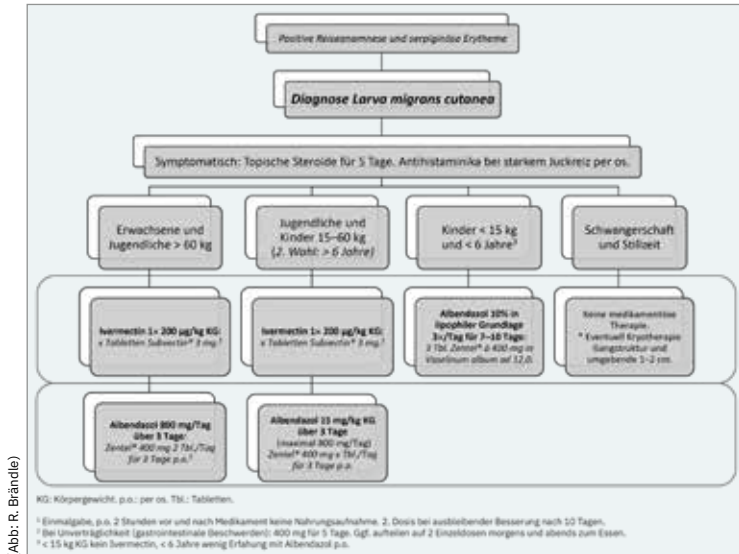 Positive Reiseanamnese und serpiginöse Erytheme
Diagnose Larva migrans cutanea
Symptomatisch: Topische Steroide für 5 Tage. Antihistaminika bei starkem Juckreiz per os.
Erwachsene und
Jugendliche > 60 kg
Jugendliche und
Kinder 15–60 kg
(2. Wahl: > 6 Jahre)
Kinder < 15 kg
und < 6 Jahre³
Schwangerschaft
und Stillzeit
Ivermectin 1× 200 µg/kg KG:
x Tabletten Subvectin® 3 mg.¹
Ivermectin 1× 200 µg/kg KG:
x Tabletten Subvectin® 3 mg.¹
Albendazol 10% in
lipophiler Grundlage
3×/Tag für 7–10 Tage:
3 Tbl. Zentel® à 400 mg in
Vaselinum album ad 12,0.
Keine medikamentöse
Therapie.
* Eventuell Kryotherapie
Gangstruktur und
umgebende 1–2 cm.
Albendazol 800 mg/Tag
über 3 Tage:
Zentel® 400 mg 2 Tbl./Tag
für 3 Tage p.o.²
Albendazol 15 mg/kg KG
über 3 Tage
(maximal 800 mg/Tag)
Zentel® 400 mg x Tbl./Tag
für 3 Tage p.o.
KG: Körpergewicht. p.o.: per os. Tbl.: Tabletten.
¹ Einmalgabe, p.o. 2 Stunden vor und nach Medikament keine Nahrungsaufnahme. 2. Dosis bei ausbleibender Besserung nach 10 Tagen.
² Bei Unverträglichkeit (gastrointestinale Beschwerden): 400 mg für 5 Tage. Ggf. aufteilen auf 2 Einzeldosen morgens und abends zum Essen.
³ < 15 kg KG kein Ivermectin, < 6 Jahre wenig Erfahrung mit Albendazol p.o.
Abb: R. Brändle)